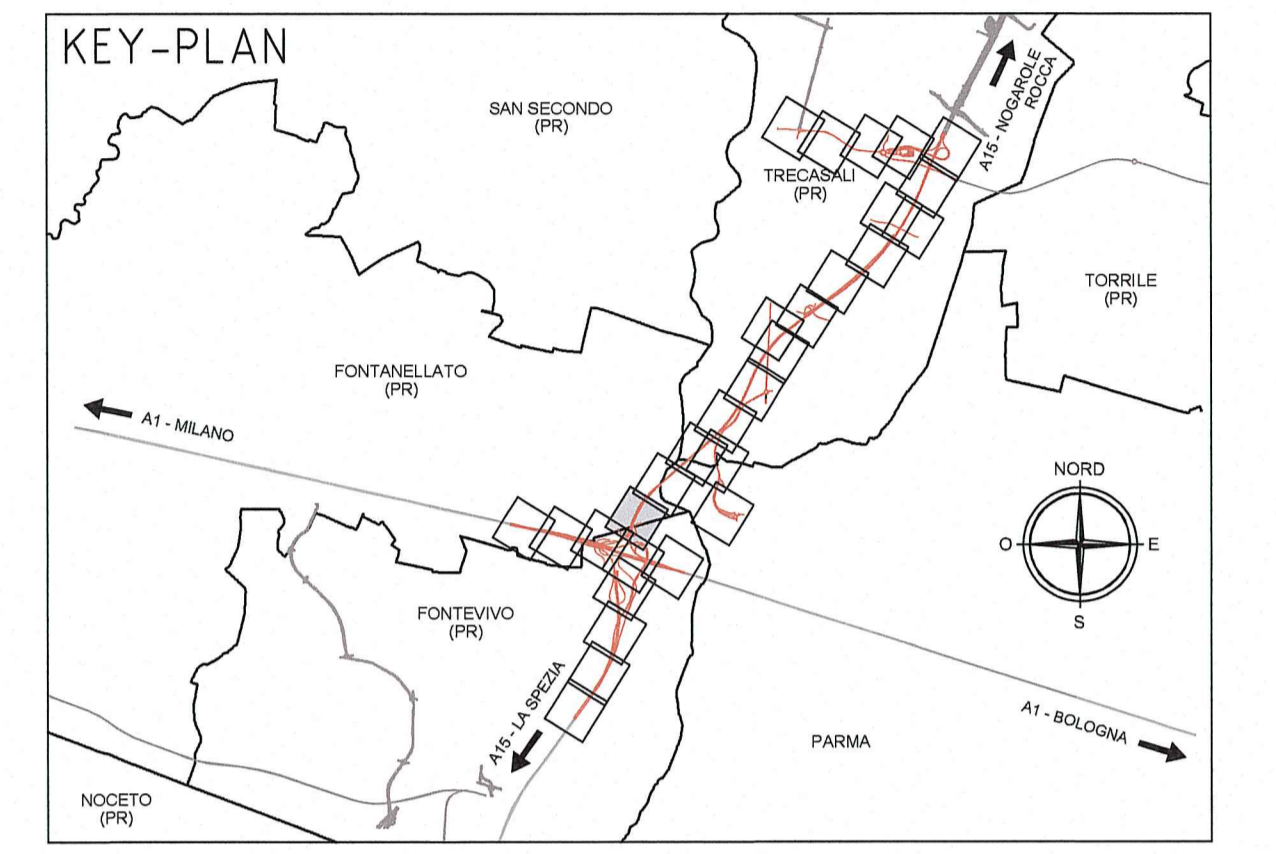 KEY-PLAN
SAN SECONDO
(PR)
A15 - NOGAROLE
ROCCA
TRECASALI
(PR)
TORRILE
(PR)
FONTANELLATO
(PR)
A1 - MILANO
NORD
O
E
S
FONTEVIVO
(PR)
A15 - LA SPEZIA
A1 - BOLOGNA
PARMA
NOCETO
(PR)